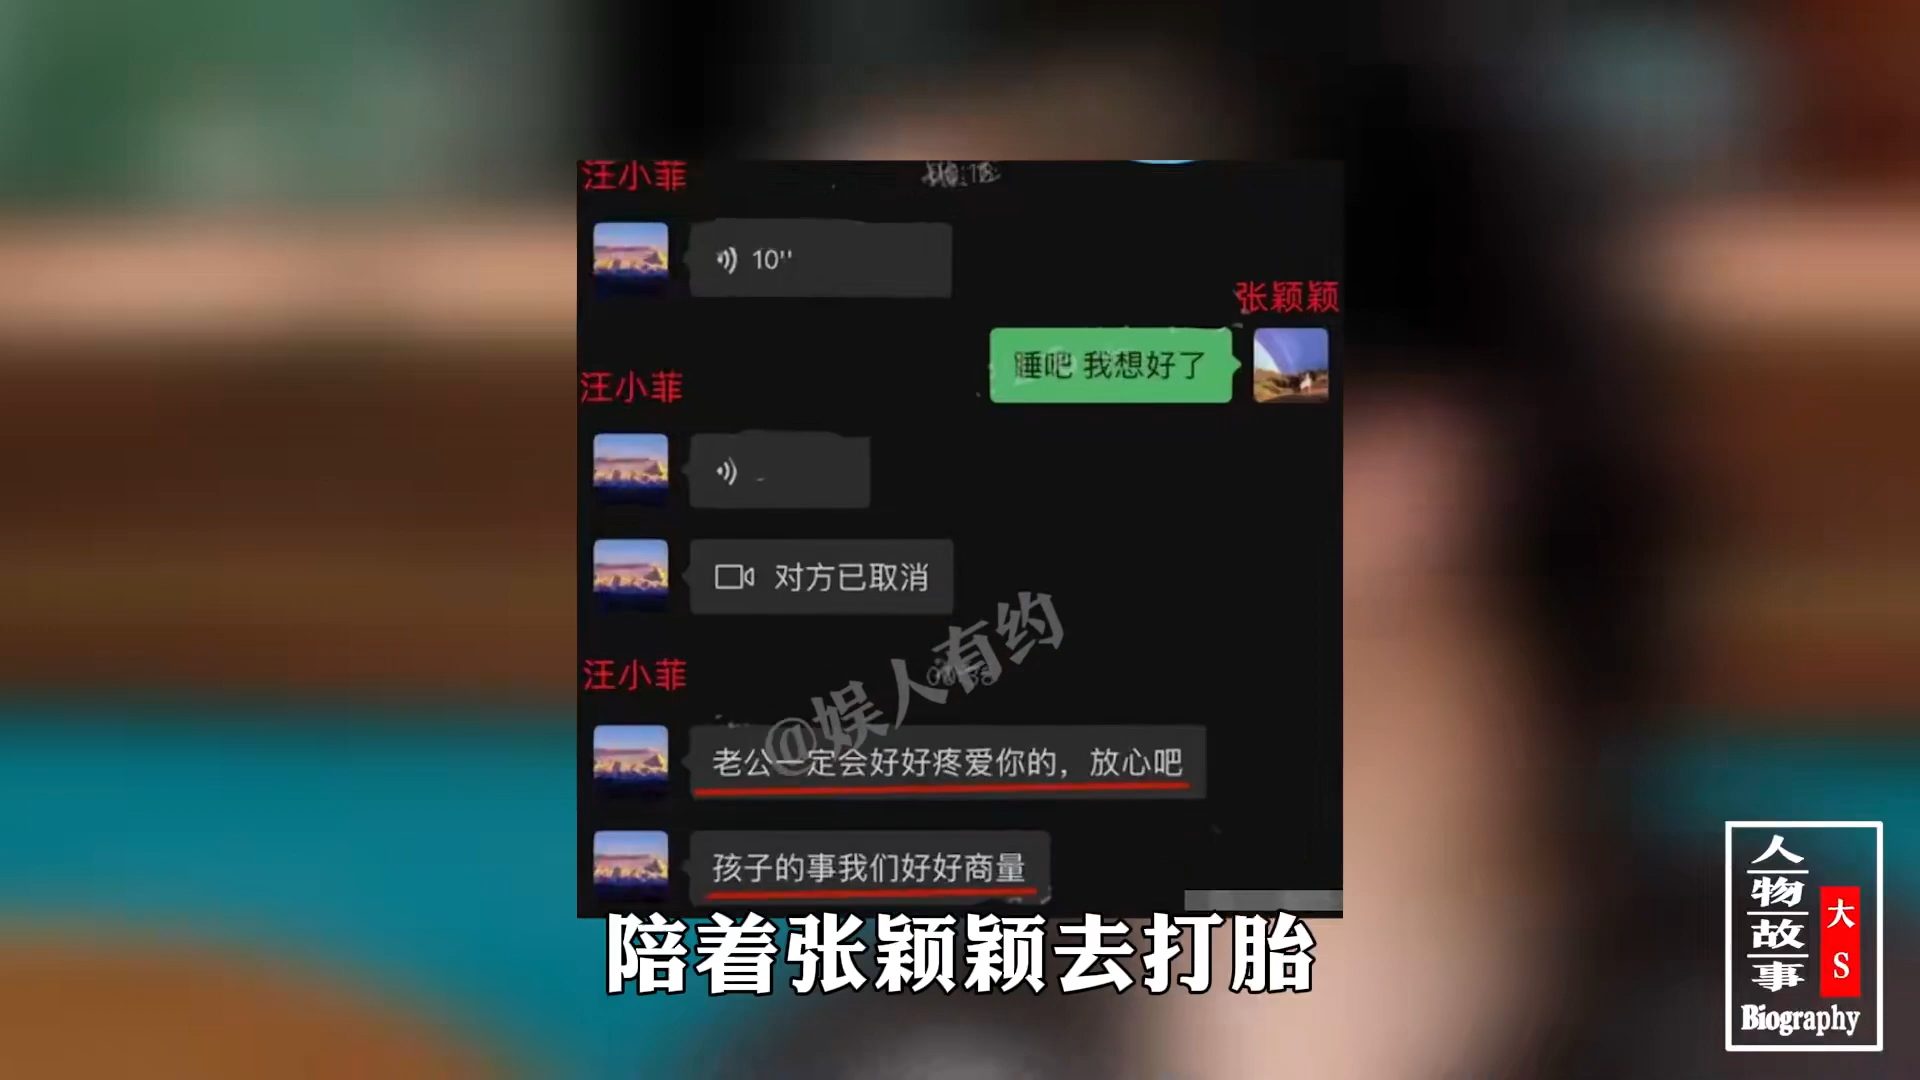 汪小菲
10''
张颖颖
睡吧 我想好了
汪小菲
对方已取消
汪小菲
@娱人有约
老公一定会好好疼爱你的，放心吧
孩子的事我们好好商量
陪着张颖颖去打胎
人物故事
大S
Biography